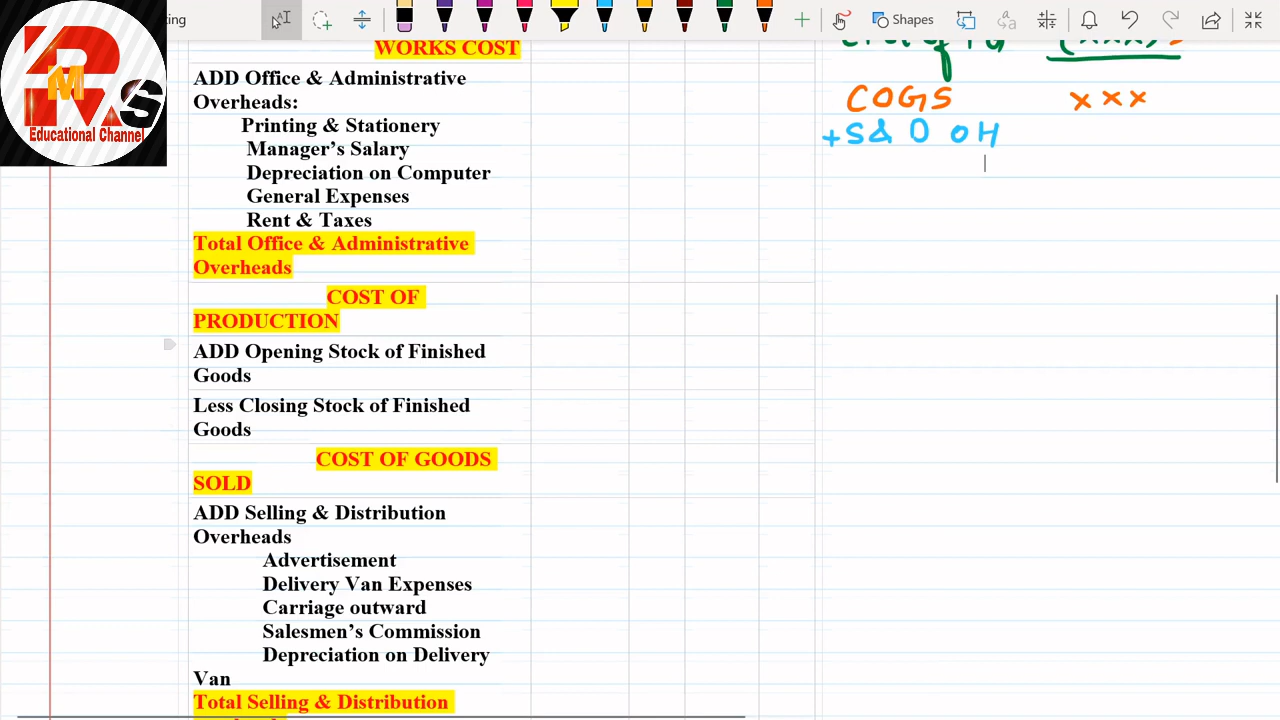 king
Shapes
RMS
Educational Channel
WORKS COST
ADD Office & Administrative
Overheads:
Printing & Stationery
Manager's Salary
Depreciation on Computer
General Expenses
Rent & Taxes
Total Office & Administrative
Overheads
COST OF
PRODUCTION
ADD Opening Stock of Finished
Goods
Less Closing Stock of Finished
Goods
COST OF GOODS
SOLD
ADD Selling & Distribution
Overheads
Advertisement
Delivery Van Expenses
Carriage outward
Salesmen's Commission
Depreciation on Delivery
Van
Total Selling & Distribution
COGS xxx
+S& D OH